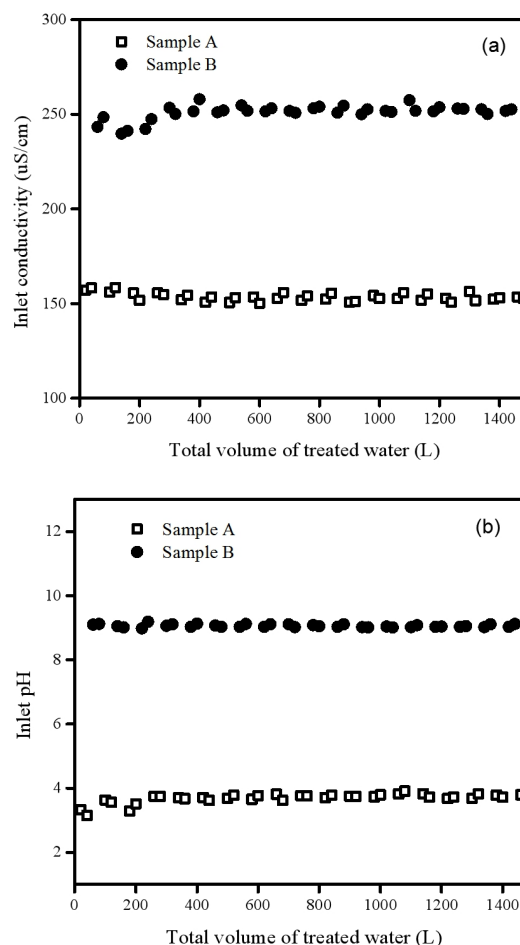 300
Sample A
(a)
Sample B
250
200
150
100
Inlet conductivity (uS/cm)
0 200 400 600 800 1000 1200 1400
Total volume of treated water (L)
12
Sample A
(b)
Sample B
10
8
6
4
2
Inlet pH
0 200 400 600 800 1000 1200 1400
Total volume of treated water (L)